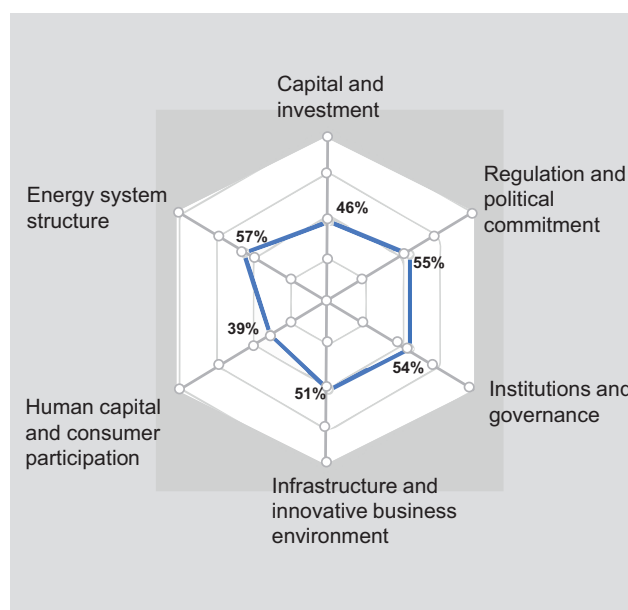 Capital and
investment
Regulation and
political
commitment
Energy system
structure
46%
57%
55%
39%
54%
51%
Institutions and
governance
Human capital
and consumer
participation
Infrastructure and
innovative business
environment